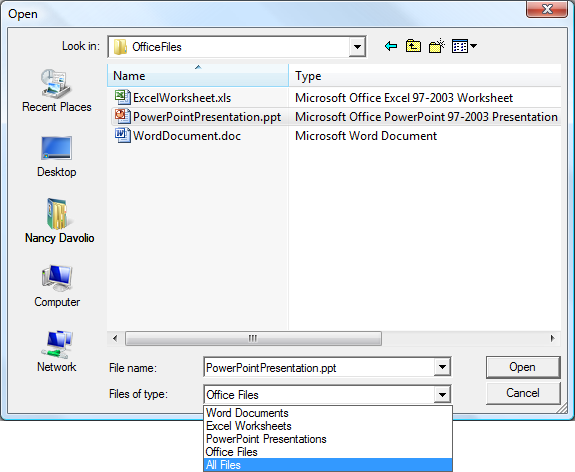 Open
Look in: OfficeFiles
Name Type
ExcelWorksheet.xls Microsoft Office Excel 97-2003 Worksheet
PowerPointPresentation.ppt Microsoft Office PowerPoint 97-2003 Presentation
WordDocument.doc Microsoft Word Document
Recent Places
Desktop
Nancy Davolio
Computer
Network
File name: PowerPointPresentation.ppt Open
Files of type: Office Files Cancel
Word Documents
Excel Worksheets
PowerPoint Presentations
Office Files
All Files